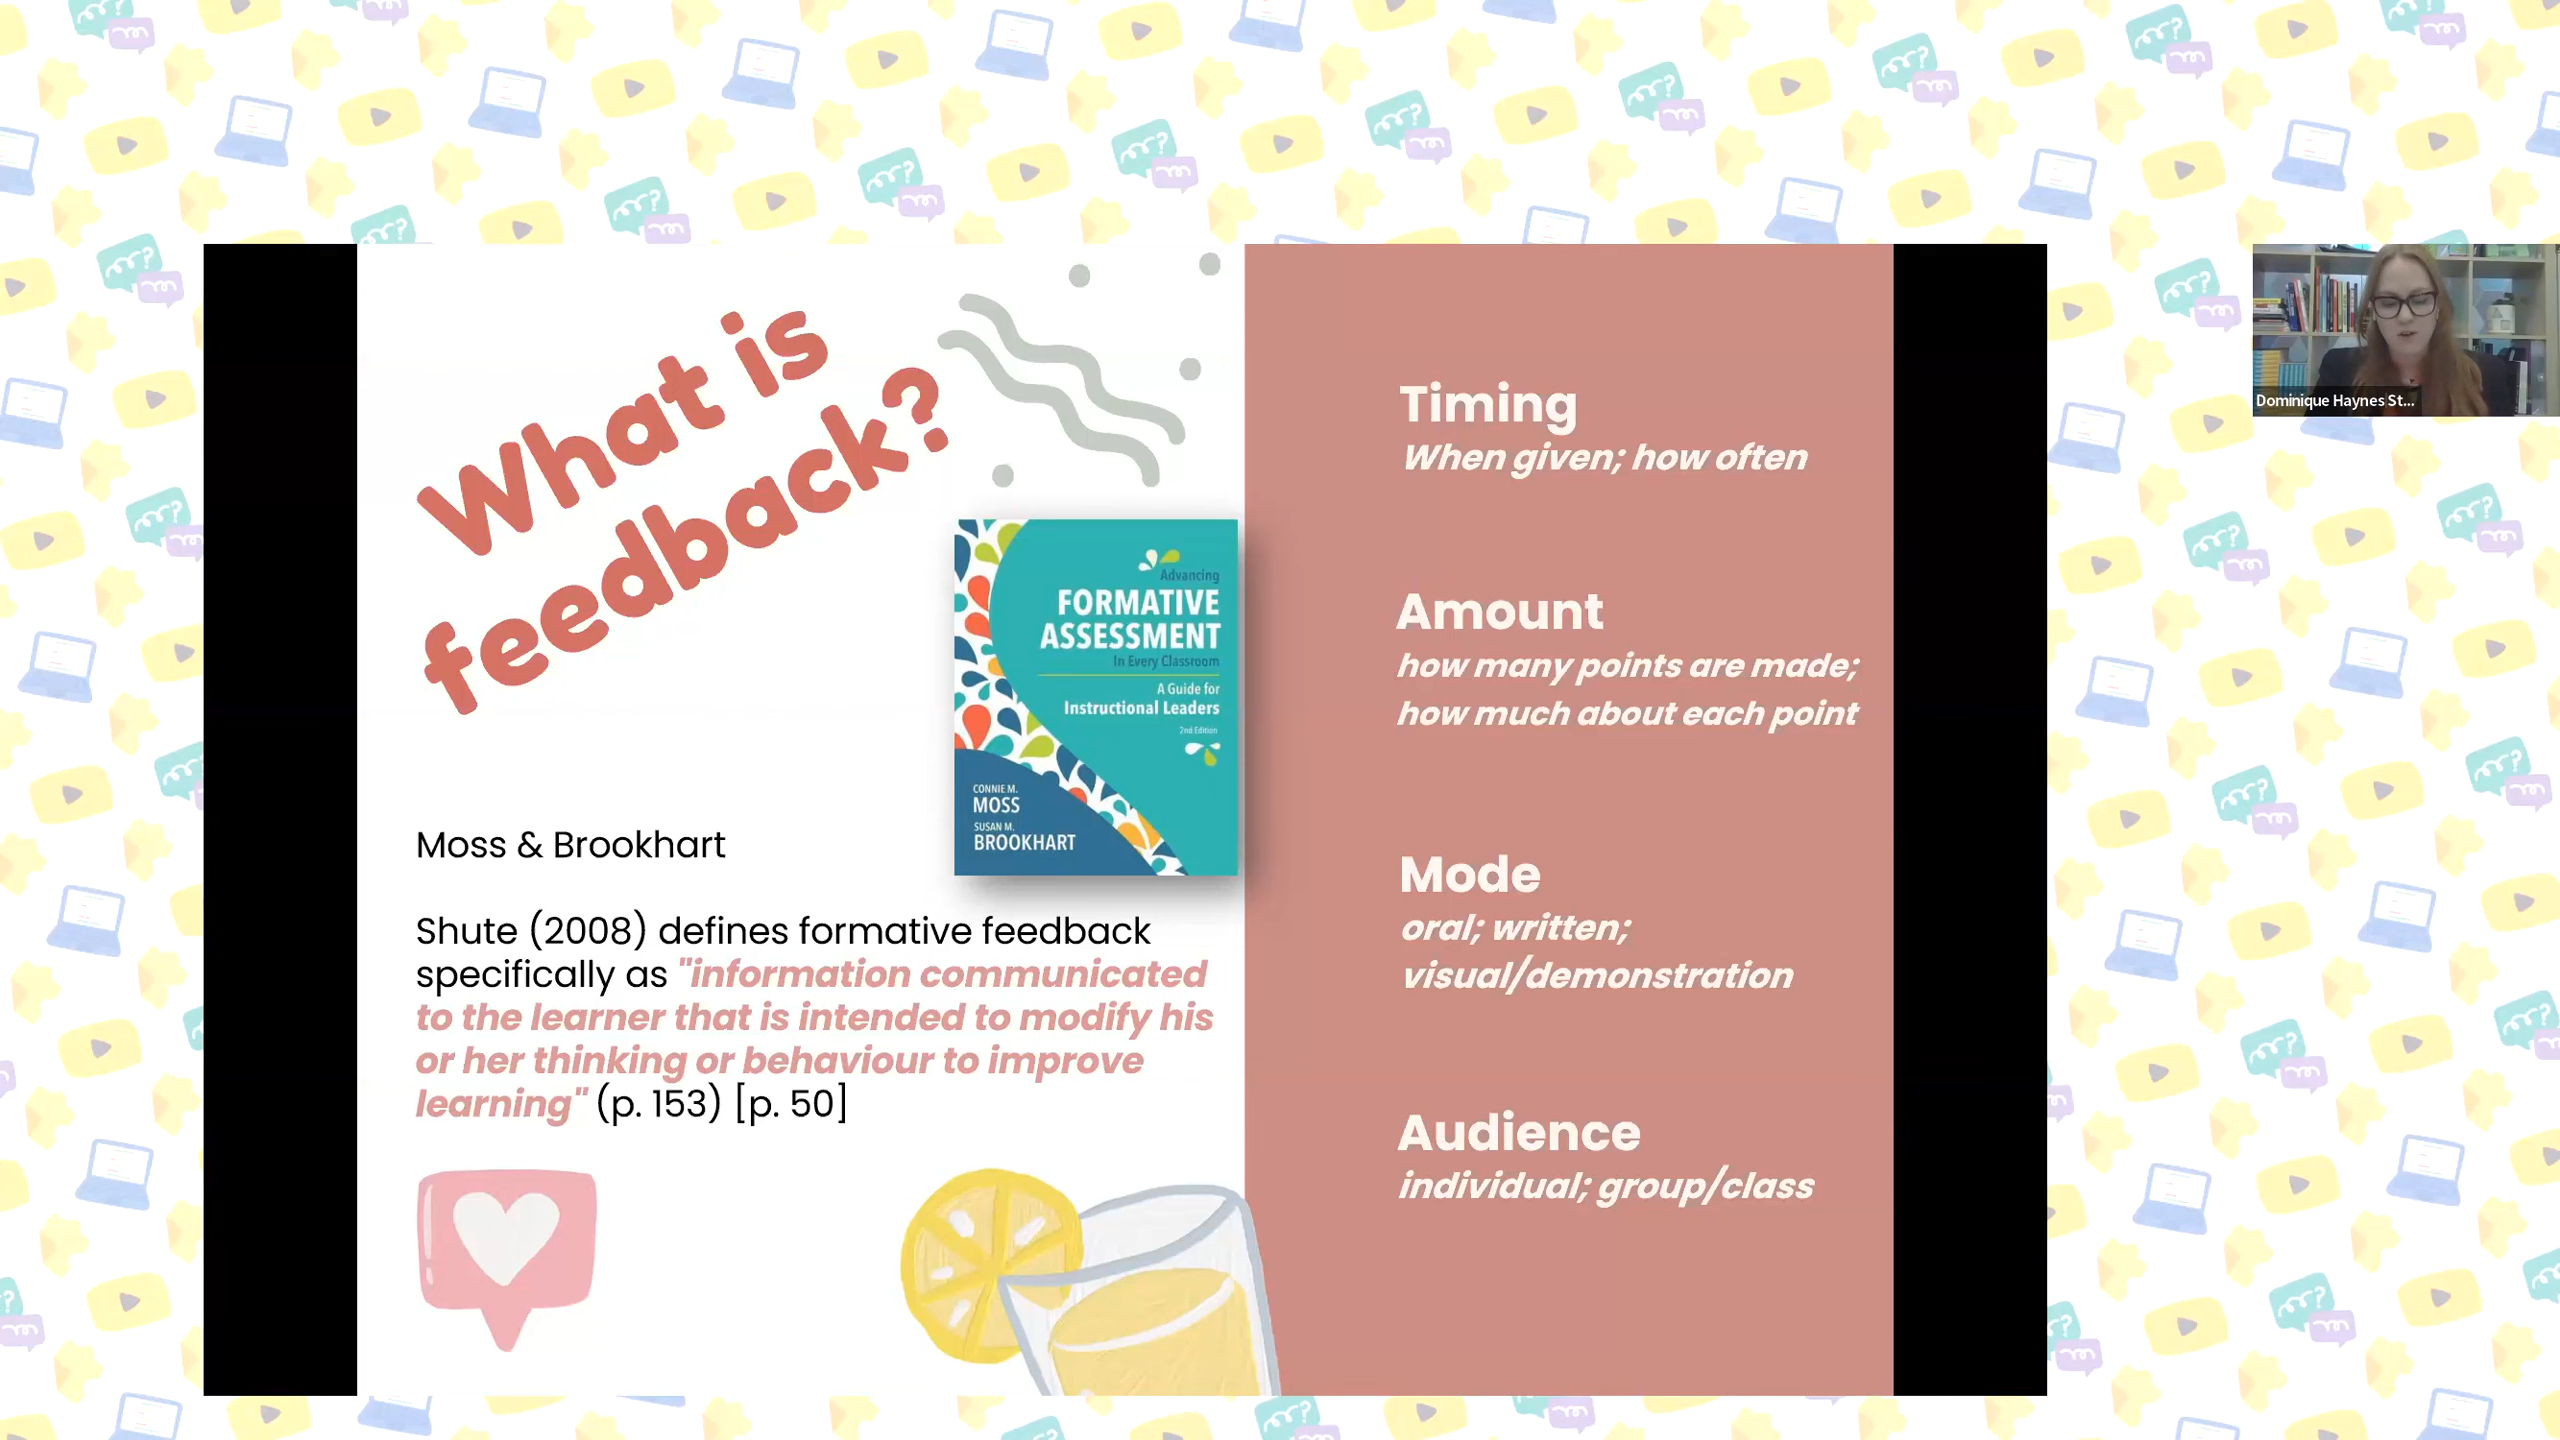 What is
feedback?
Advancing
FORMATIVE
ASSESSMENT
In Every Classroom
A Guide for
Instructional Leaders
2nd Edition
CONNIE M.
MOSS
SUSAN M.
BROOKHART
Moss & Brookhart
Shute (2008) defines formative feedback
specifically as "information communicated
to the learner that is intended to modify his
or her thinking or behaviour to improve
learning" (p. 153) [p. 50]
Timing
When given; how often
Amount
how many points are made;
how much about each point
Mode
oral; written;
visual/demonstration
Audience
individual; group/class
Dominique Haynes St...